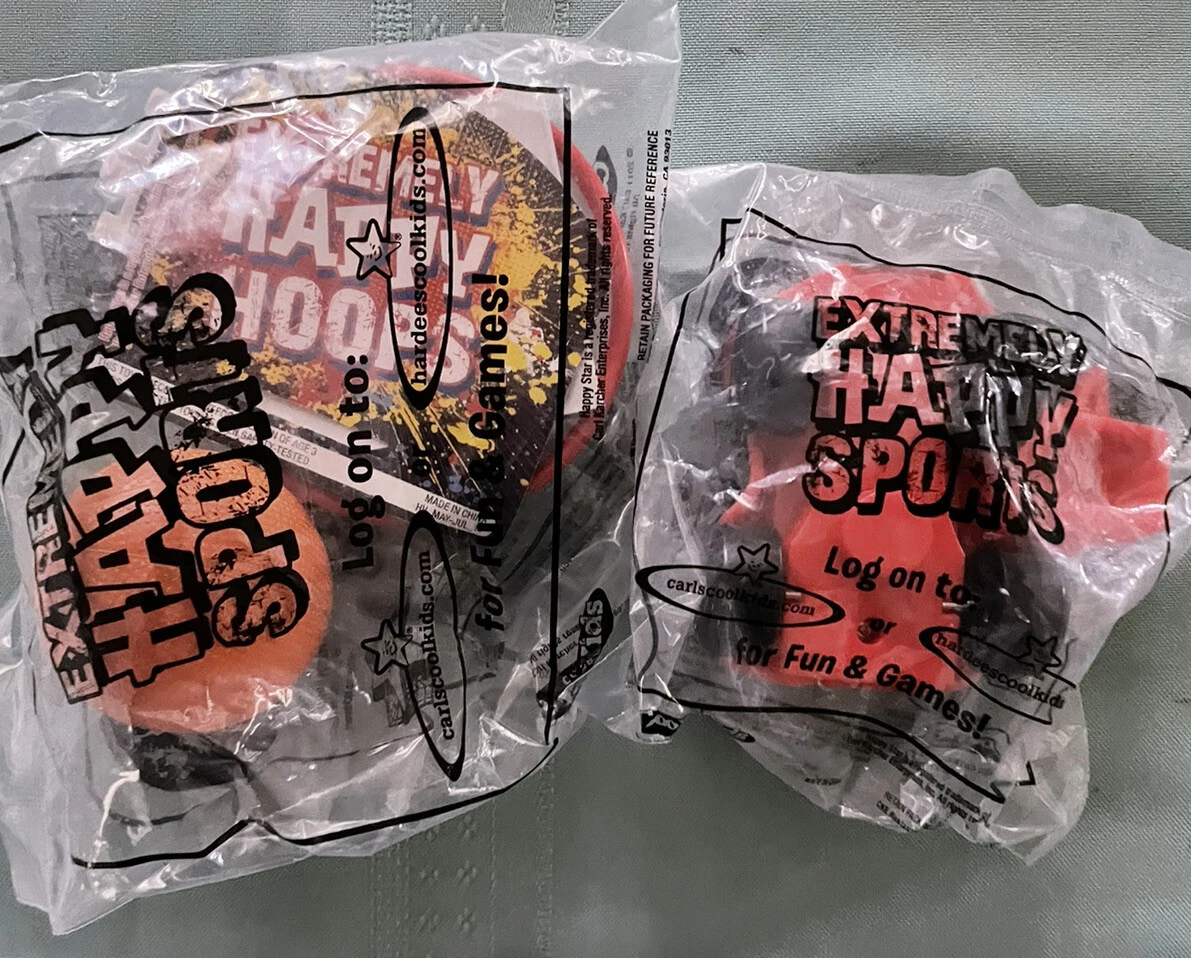 EXTREMELY
HAPPY
SPORTS
EXTREMELY
HAPPY
HOOPS
Log on to:
hardeescoolkids.com
or
carlscoolkids.com
for Fun & Games!
Happy Star is a registered trademark of
Carl Karcher Enterprises, Inc. All rights reserved.
RETAIN PACKAGING FOR FUTURE REFERENCE
MADE IN CHINA
EXTREMELY
HAPPY
SPORTS
Log on to:
carlscoolkids.com
or
hardeescoolkids
for Fun & Games!